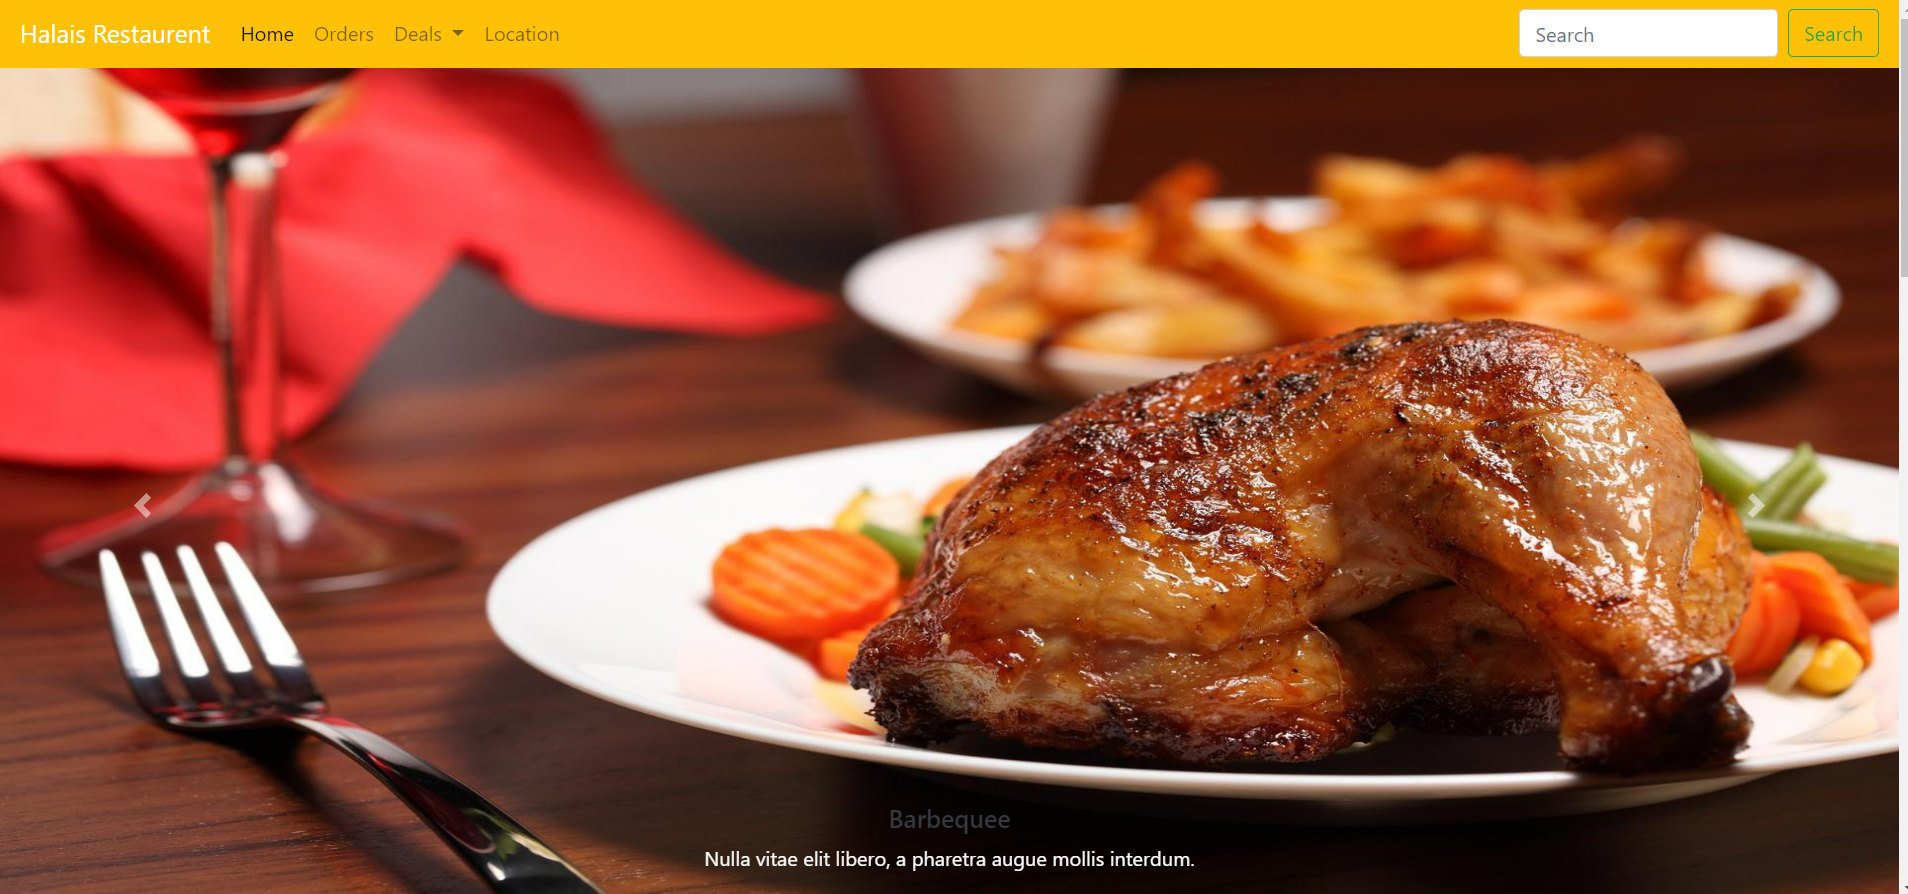 Halais Restaurent Home Orders Deals Location Search Search
Barbequee
Nulla vitae elit libero, a pharetra augue mollis interdum.